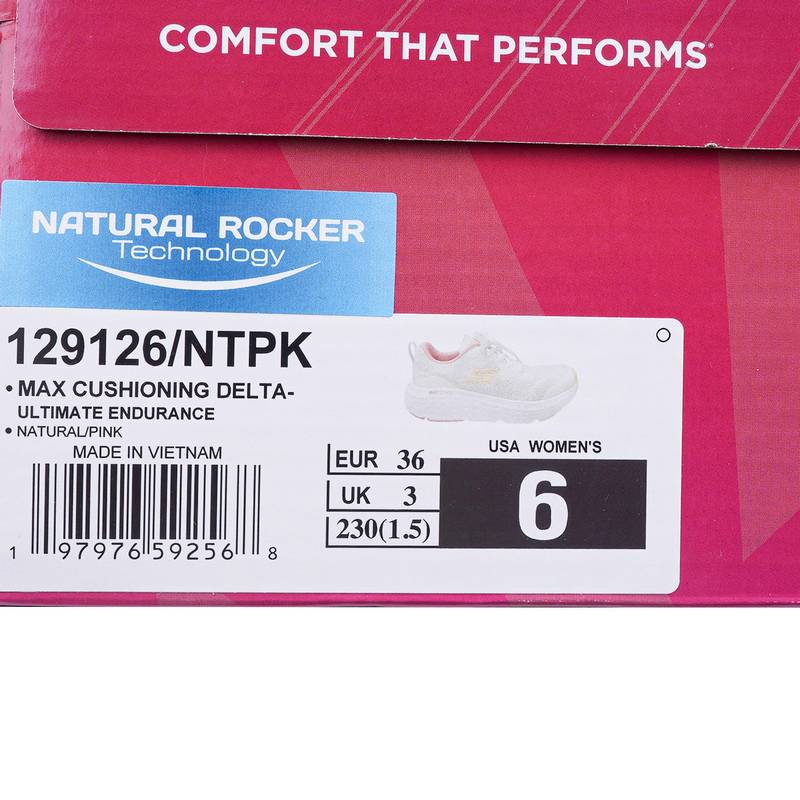 COMFORT THAT PERFORMS®
NATURAL ROCKER
Technology
129126/NTPK
• MAX CUSHIONING DELTA-
ULTIMATE ENDURANCE
• NATURAL/PINK
MADE IN VIETNAM
1 97976 59256 8
USA WOMEN'S
EUR 36
UK 3
230(1.5)
6